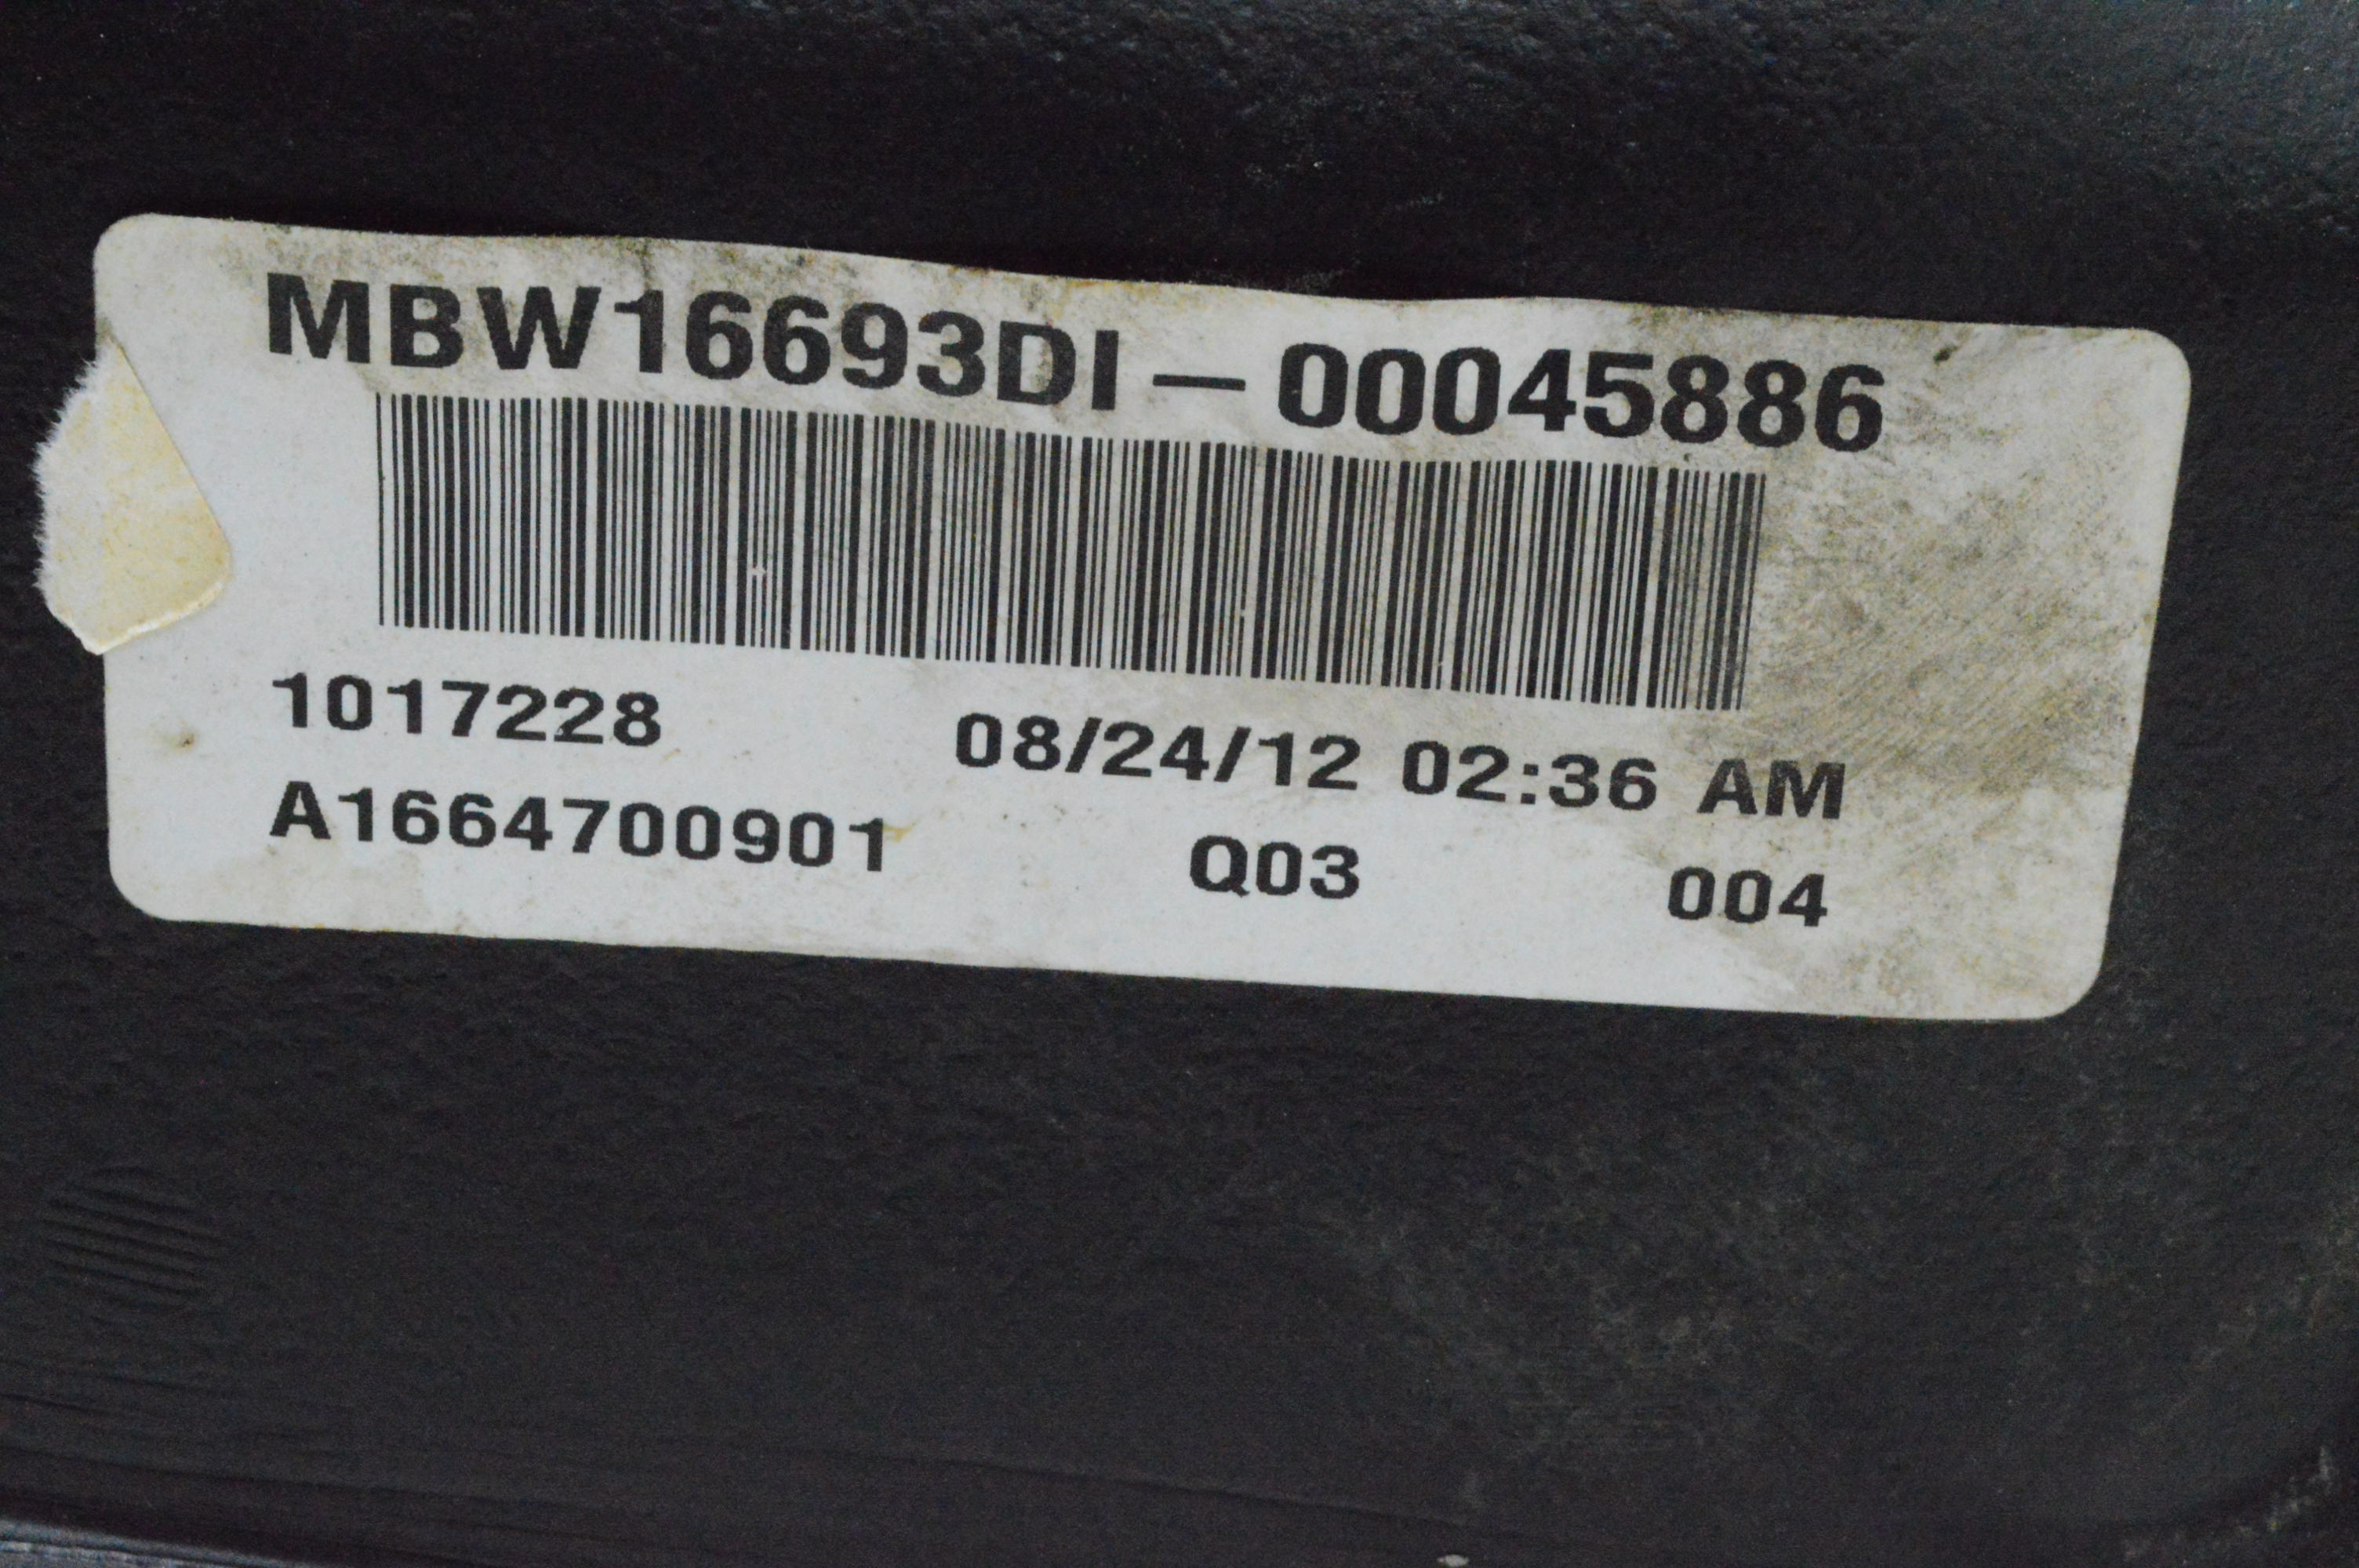 MBW16693DI – 00045886
1017228 08/24/12 02:36 AM
A1664700901 Q03 004